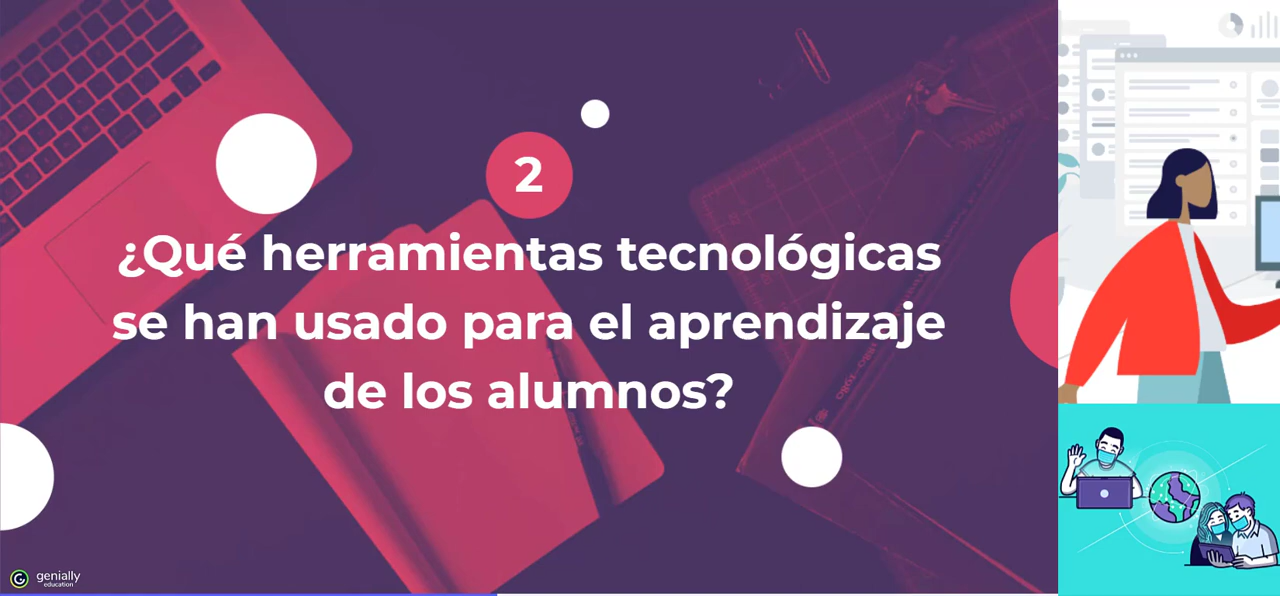 2
¿Qué herramientas tecnológicas
se han usado para el aprendizaje
de los alumnos?
genially
education